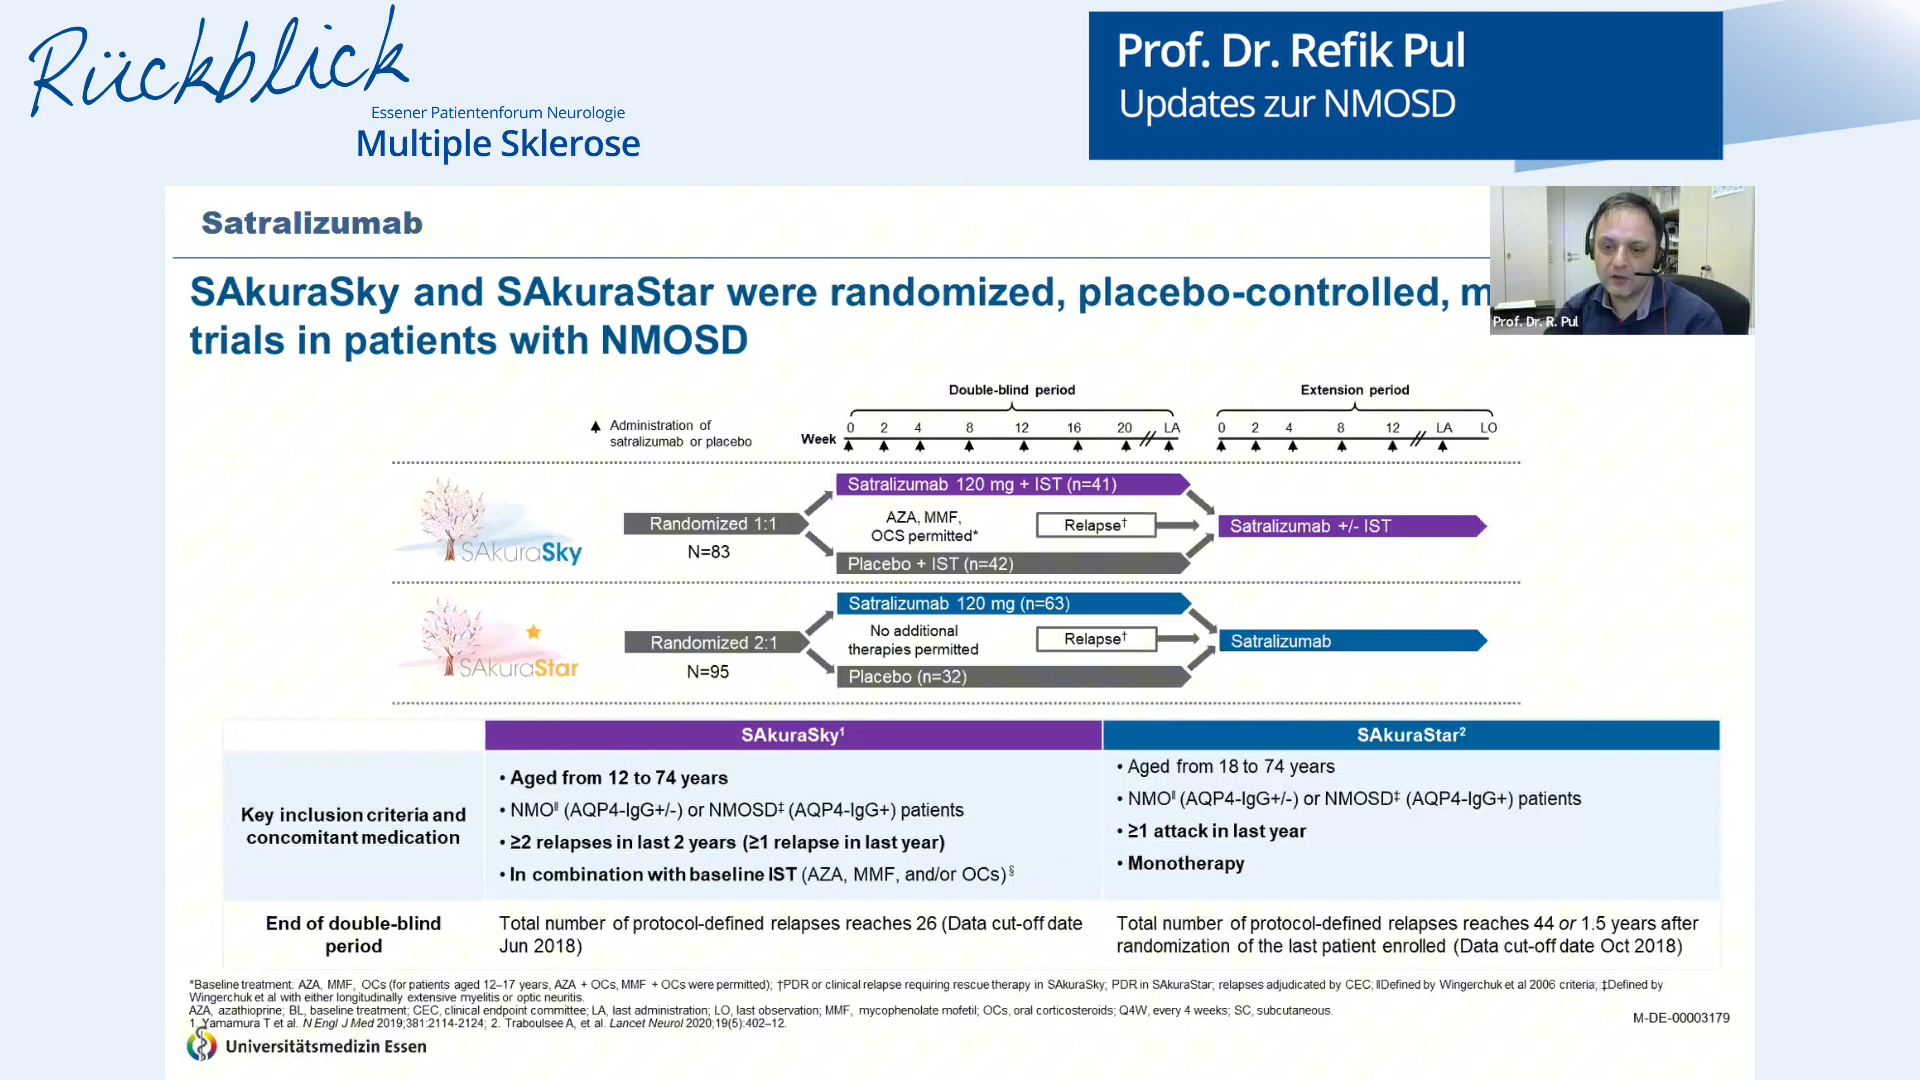 Rückblick
Essener Patientenforum Neurologie
Multiple Sklerose
Prof. Dr. Refik Pul
Updates zur NMOSD
Satralizumab
SAkuraSky and SAkuraStar were randomized, placebo-controlled, m
trials in patients with NMOSD
Prof. Dr. R. Pul
Double-blind period
Extension period
Administration of
satralizumab or placebo
Week
0 2 4 8 12 16 20 LA
0 2 4 8 12 LA LO
SAkuraSky
Randomized 1:1
N=83
Satralizumab 120 mg + IST (n=41)
AZA, MMF,
OCS permitted*
Relapse†
Placebo + IST (n=42)
Satralizumab +/- IST
SAkuraStar
Randomized 2:1
N=95
Satralizumab 120 mg (n=63)
No additional
therapies permitted
Relapse†
Placebo (n=32)
Satralizumab
SAkuraSky¹
SAkuraStar²
Key inclusion criteria and
concomitant medication
• Aged from 12 to 74 years
• NMO‖ (AQP4-IgG+/-) or NMOSD‡ (AQP4-IgG+) patients
• ≥2 relapses in last 2 years (≥1 relapse in last year)
• In combination with baseline IST (AZA, MMF, and/or OCs)§
• Aged from 18 to 74 years
• NMO‖ (AQP4-IgG+/-) or NMOSD‡ (AQP4-IgG+) patients
• ≥1 attack in last year
• Monotherapy
End of double-blind
period
Total number of protocol-defined relapses reaches 26 (Data cut-off date
Jun 2018)
Total number of protocol-defined relapses reaches 44 or 1.5 years after
randomization of the last patient enrolled (Data cut-off date Oct 2018)
*Baseline treatment: AZA, MMF, OCs (for patients aged 12–17 years, AZA + OCs, MMF + OCs were permitted); †PDR or clinical relapse requiring rescue therapy in SAkuraSky; PDR in SAkuraStar; relapses adjudicated by CEC; ‖Defined by Wingerchuk et al 2006 criteria; ‡Defined by
Wingerchuk et al with either longitudinally extensive myelitis or optic neuritis.
AZA, azathioprine; BL, baseline treatment; CEC, clinical endpoint committee; LA, last administration; LO, last observation; MMF, mycophenolate mofetil; OCs, oral corticosteroids; Q4W, every 4 weeks; SC, subcutaneous.
1. Yamamura T et al. N Engl J Med 2019;381:2114-2124; 2. Traboulsee A, et al. Lancet Neurol 2020;19(5):402–12.
M-DE-00003179
Universitätsmedizin Essen